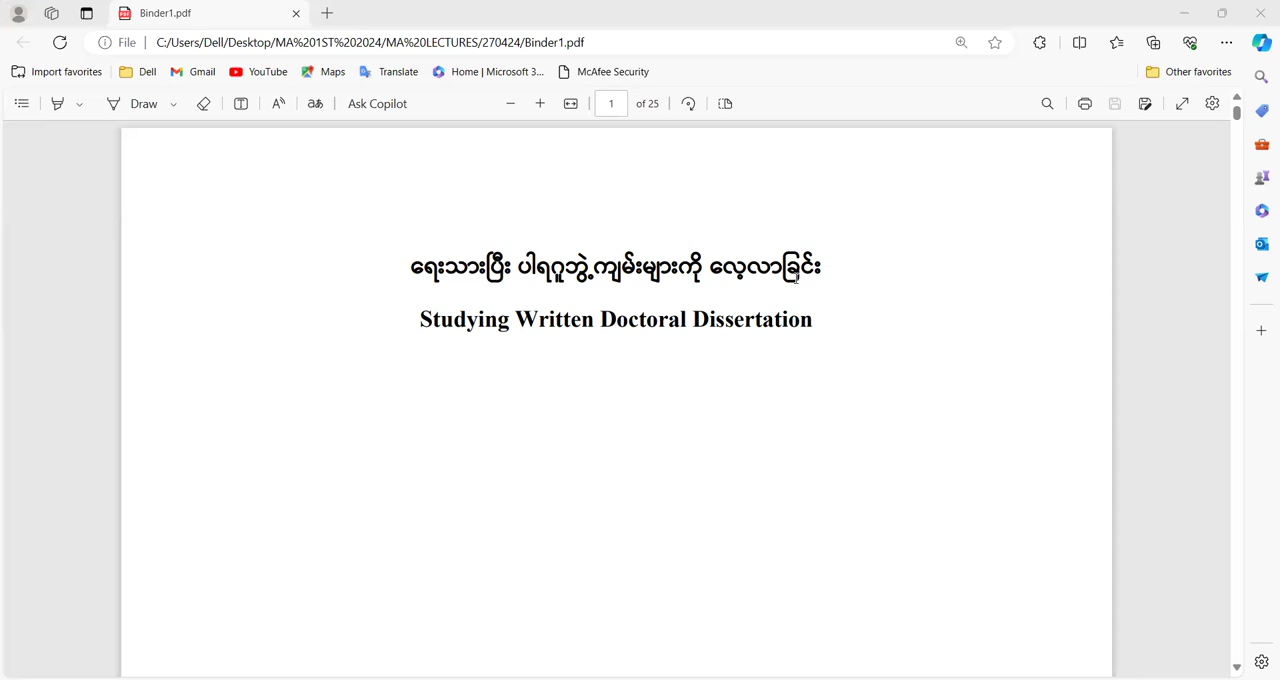 Binder1.pdf
File
C:/Users/Dell/Desktop/MA%201ST%202024/MA%20LECTURES/270424/Binder1.pdf
Import favorites
Dell
Gmail
YouTube
Maps
Translate
Home | Microsoft 3...
McAfee Security
Other favorites
Draw
Ask Copilot
1 of 25
ရေးသားပြီး ပါရဂူဘွဲ့ကျမ်းများကို လေ့လာခြင်း
Studying Written Doctoral Dissertation